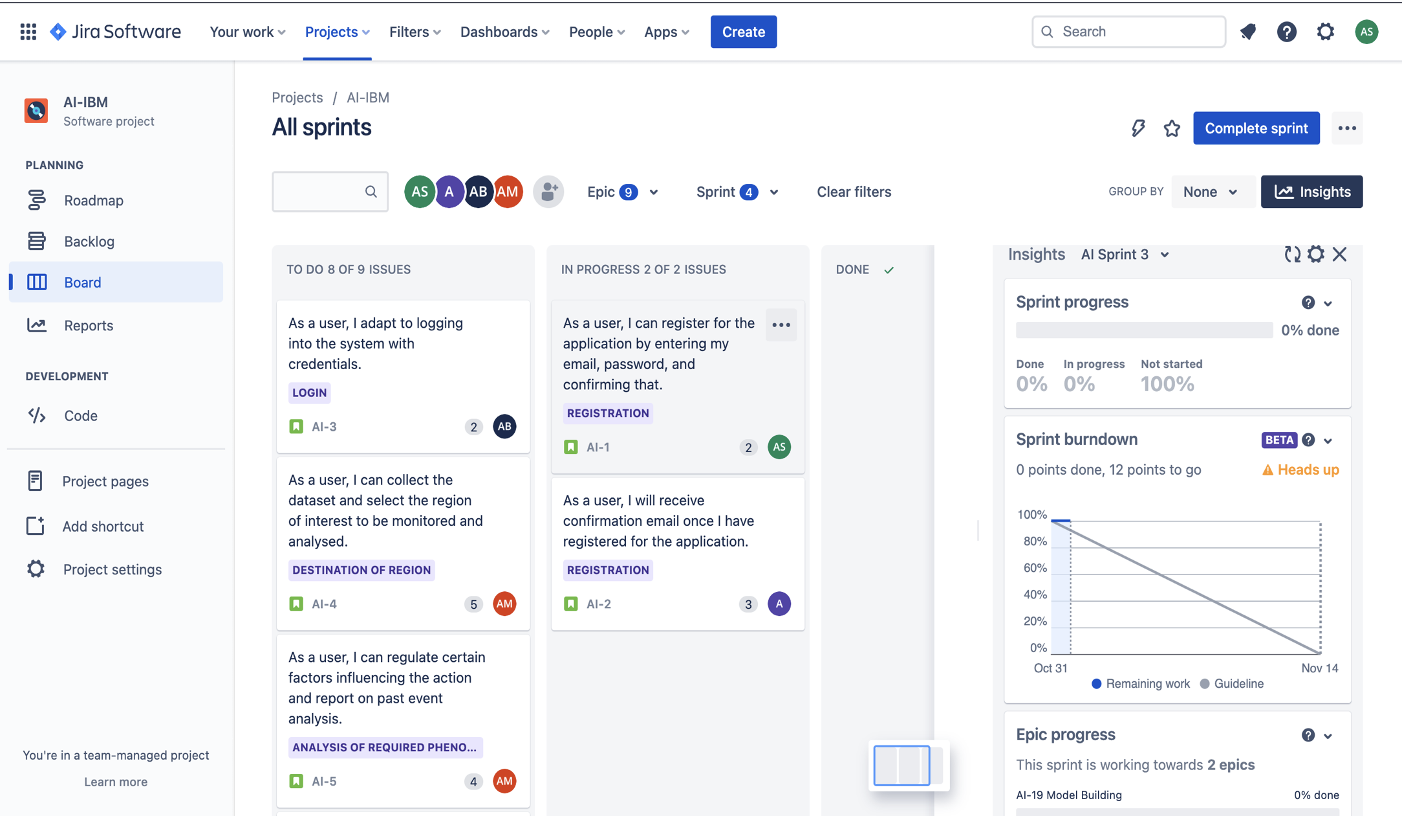 Jira Software
Your work
Projects
Filters
Dashboards
People
Apps
Create
Search
AS
AI-IBM
Software project
PLANNING
Roadmap
Backlog
Board
Reports
DEVELOPMENT
Code
Project pages
Add shortcut
Project settings
You're in a team-managed project
Learn more
Projects / AI-IBM
All sprints
Complete sprint
AS A AB AM
Epic 9
Sprint 4
Clear filters
GROUP BY
None
Insights
TO DO 8 OF 9 ISSUES
As a user, I adapt to logging
into the system with
credentials.
LOGIN
AI-3
2
AB
As a user, I can collect the
dataset and select the region
of interest to be monitored and
analysed.
DESTINATION OF REGION
AI-4
5
AM
As a user, I can regulate certain
factors influencing the action
and report on past event
analysis.
ANALYSIS OF REQUIRED PHENO...
AI-5
4
AM
IN PROGRESS 2 OF 2 ISSUES
As a user, I can register for the
application by entering my
email, password, and
confirming that.
REGISTRATION
AI-1
2
AS
As a user, I will receive
confirmation email once I have
registered for the application.
REGISTRATION
AI-2
3
A
DONE
Insights
AI Sprint 3
Sprint progress
0% done
Done In progress Not started
0% 0% 100%
Sprint burndown
BETA
0 points done, 12 points to go
Heads up
100%
80%
60%
40%
20%
0%
Oct 31
Nov 14
Remaining work
Guideline
Epic progress
This sprint is working towards 2 epics
AI-19 Model Building
0% done